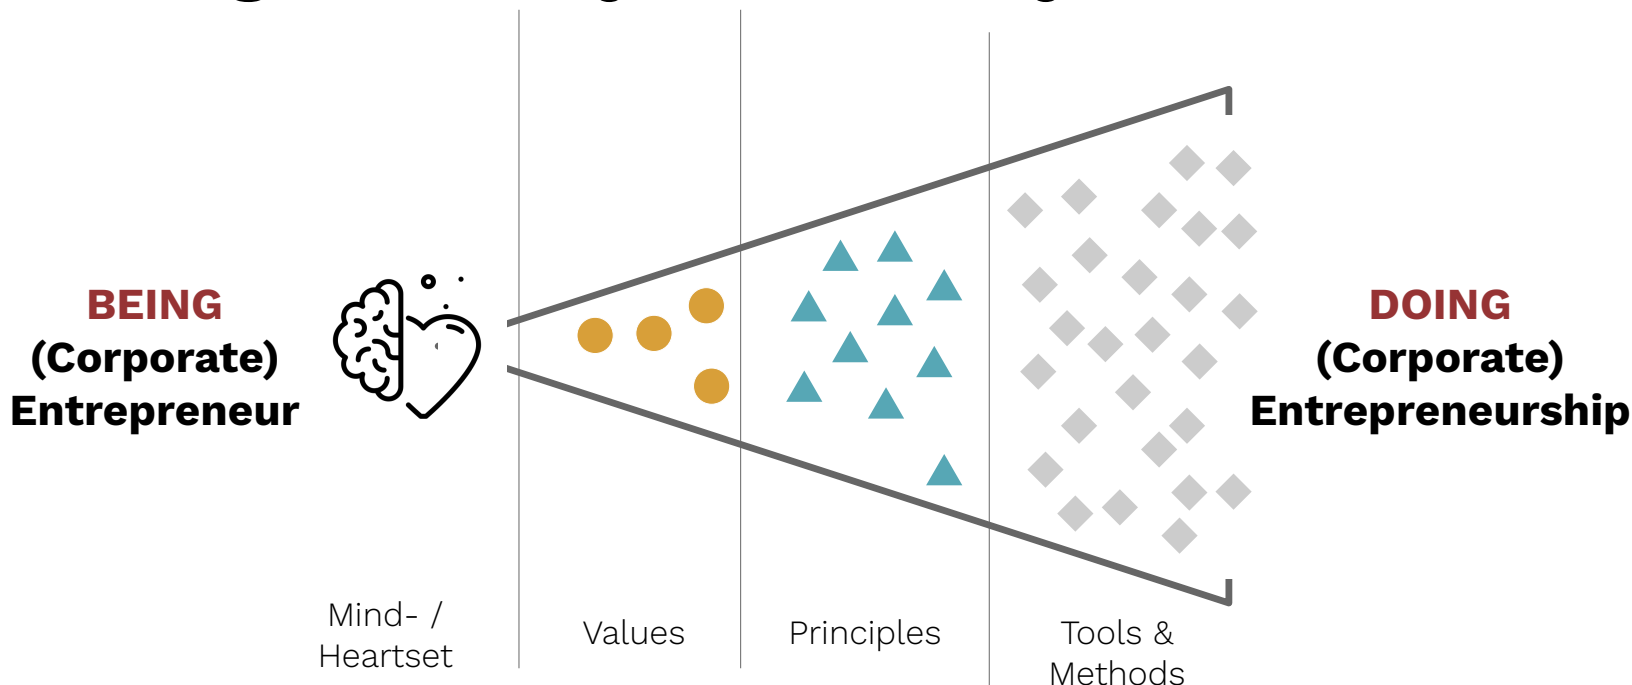 BEING
(Corporate)
Entrepreneur
DOING
(Corporate)
Entrepreneurship
Mind- /
Heartset
Values
Principles
Tools &
Methods